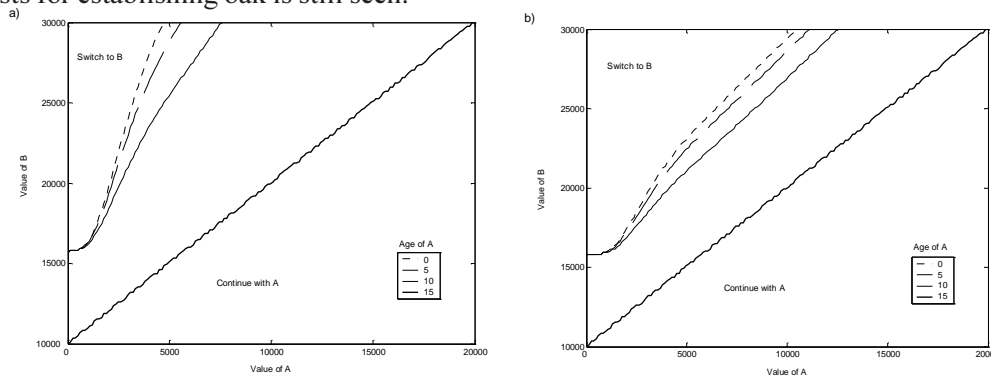 sts for establishing oak is still seen.
a)
30000
25000
20000
15000
10000
Value of B
Switch to B
Continue with A
Age of A
0
5
10
15
0 5000 10000 15000 20000
Value of A
b)
30000
25000
20000
15000
10000
Value of B
Switch to B
Continue with A
Age of A
0
5
10
15
0 5000 10000 15000 20000
Value of A